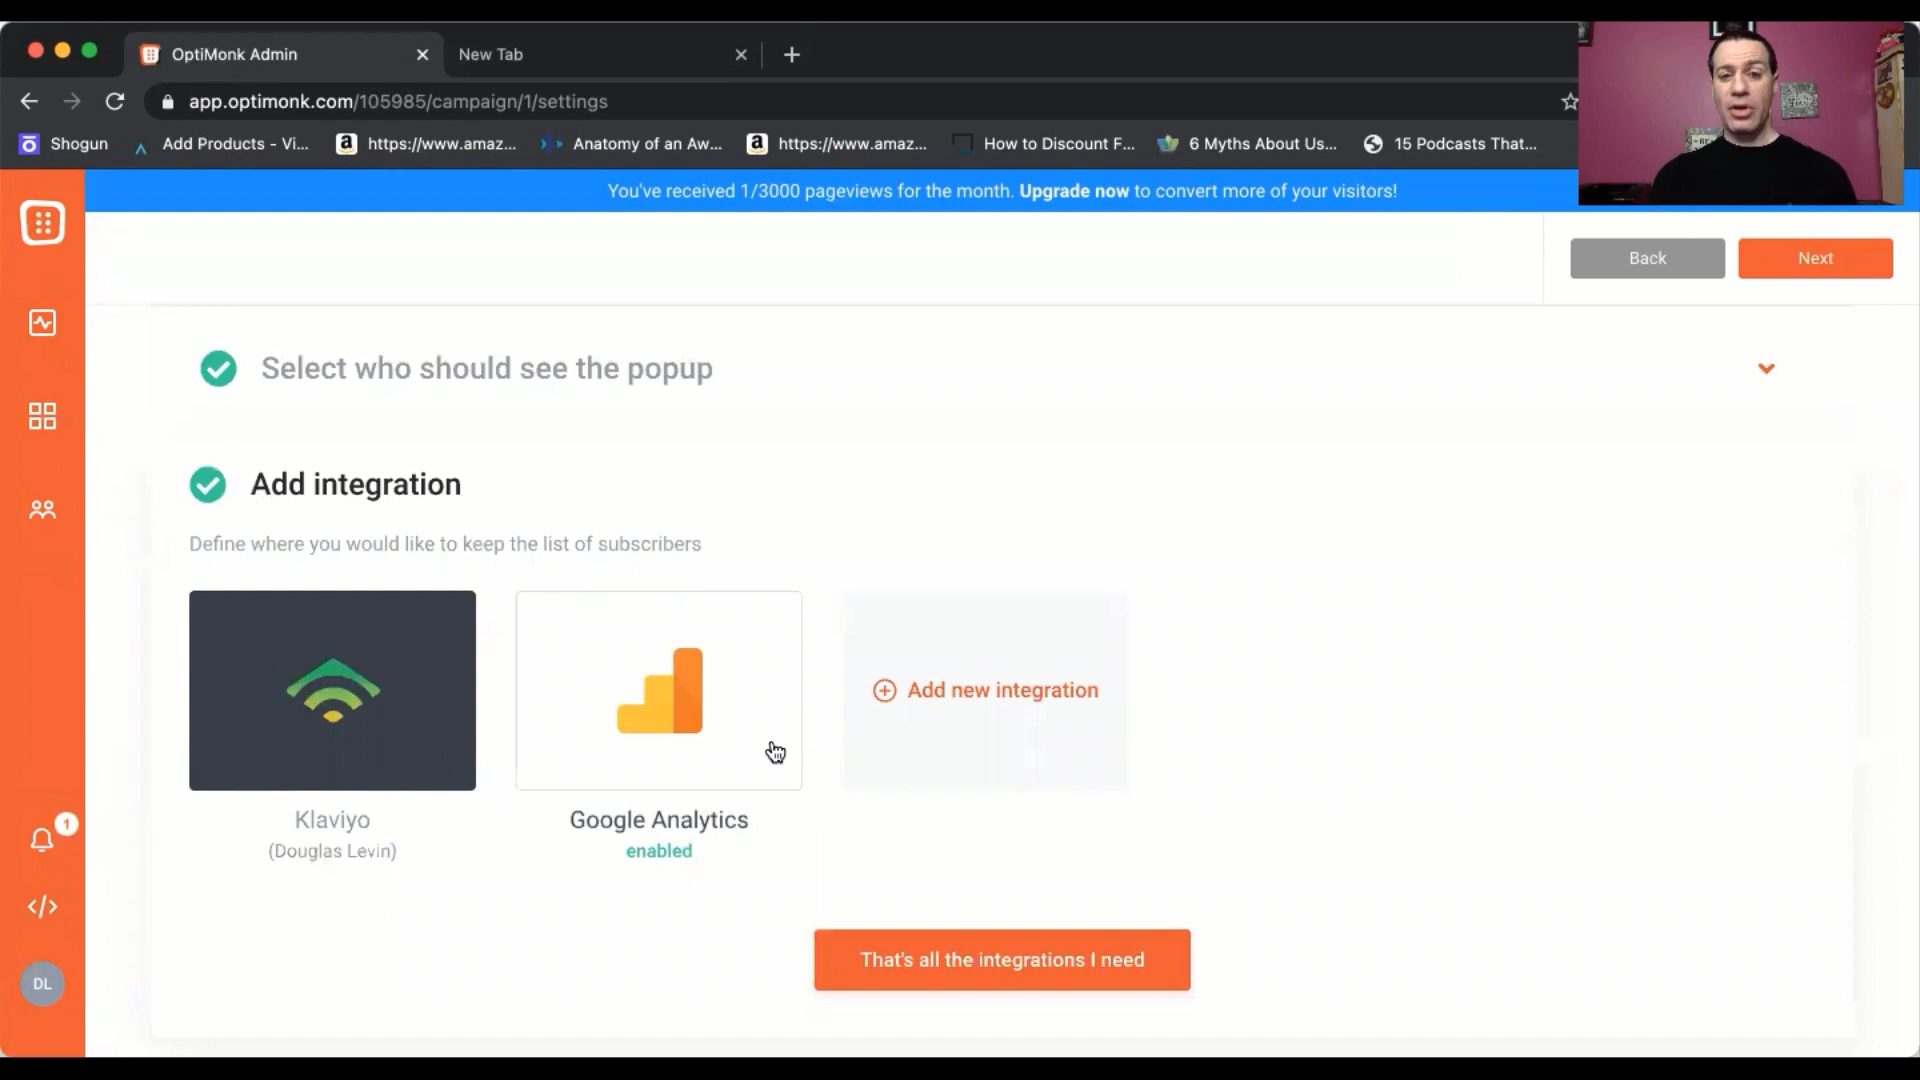 OptiMonk Admin
New Tab
app.optimonk.com/105985/campaign/1/settings
Shogun
Add Products - Vi...
https://www.amaz...
Anatomy of an Aw...
https://www.amaz...
How to Discount F...
6 Myths About Us...
15 Podcasts That...
You've received 1/3000 pageviews for the month. Upgrade now to convert more of your visitors!
Back
Next
Select who should see the popup
Add integration
Define where you would like to keep the list of subscribers
Add new integration
Klaviyo
(Douglas Levin)
Google Analytics
enabled
1
That's all the integrations I need
DL